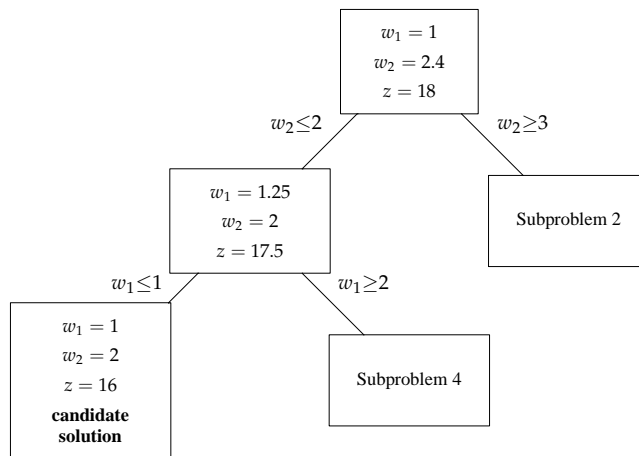 w₁ = 1
w₂ = 2.4
z = 18
w₂≤2
w₂≥3
w₁ = 1.25
w₂ = 2
z = 17.5
Subproblem 2
w₁≤1
w₁≥2
w₁ = 1
w₂ = 2
z = 16
candidate
solution
Subproblem 4